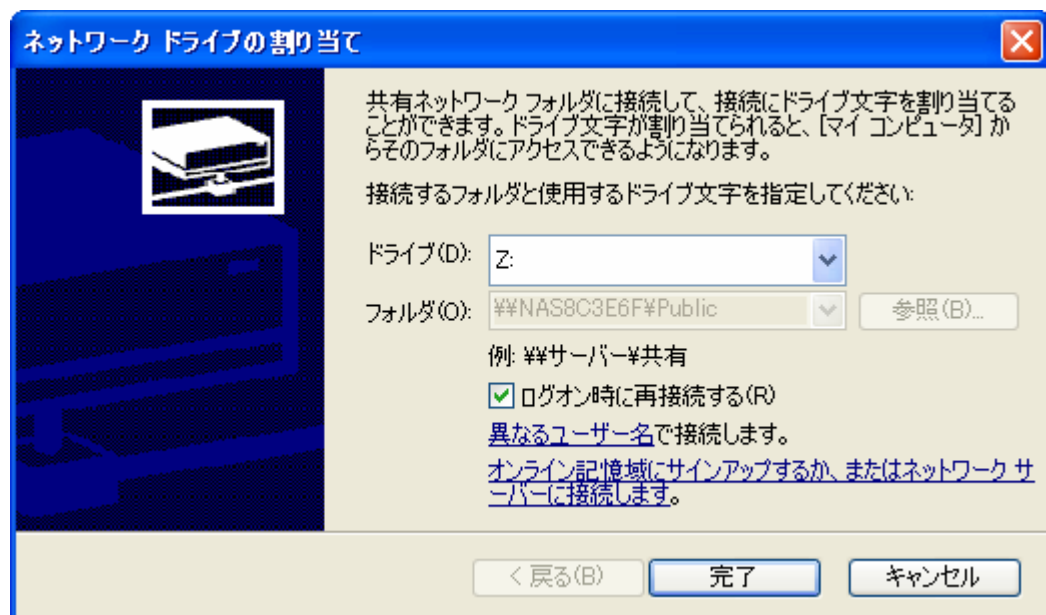 ネットワーク ドライブの割り当て
共有ネットワーク フォルダに接続して、接続にドライブ文字を割り当てる
ことができます。ドライブ文字が割り当てられると、[マイ コンピュータ] か
らそのフォルダにアクセスできるようになります。
接続するフォルダと使用するドライブ文字を指定してください:
ドライブ(D): Z:
フォルダ(O): ¥¥NAS8C3E6F¥Public 参照(B)...
例: ¥¥サーバー¥共有
ログオン時に再接続する(R)
異なるユーザー名で接続します。
オンライン記憶域にサインアップするか、またはネットワーク サ
ーバーに接続します。
< 戻る(B) 完了 キャンセル